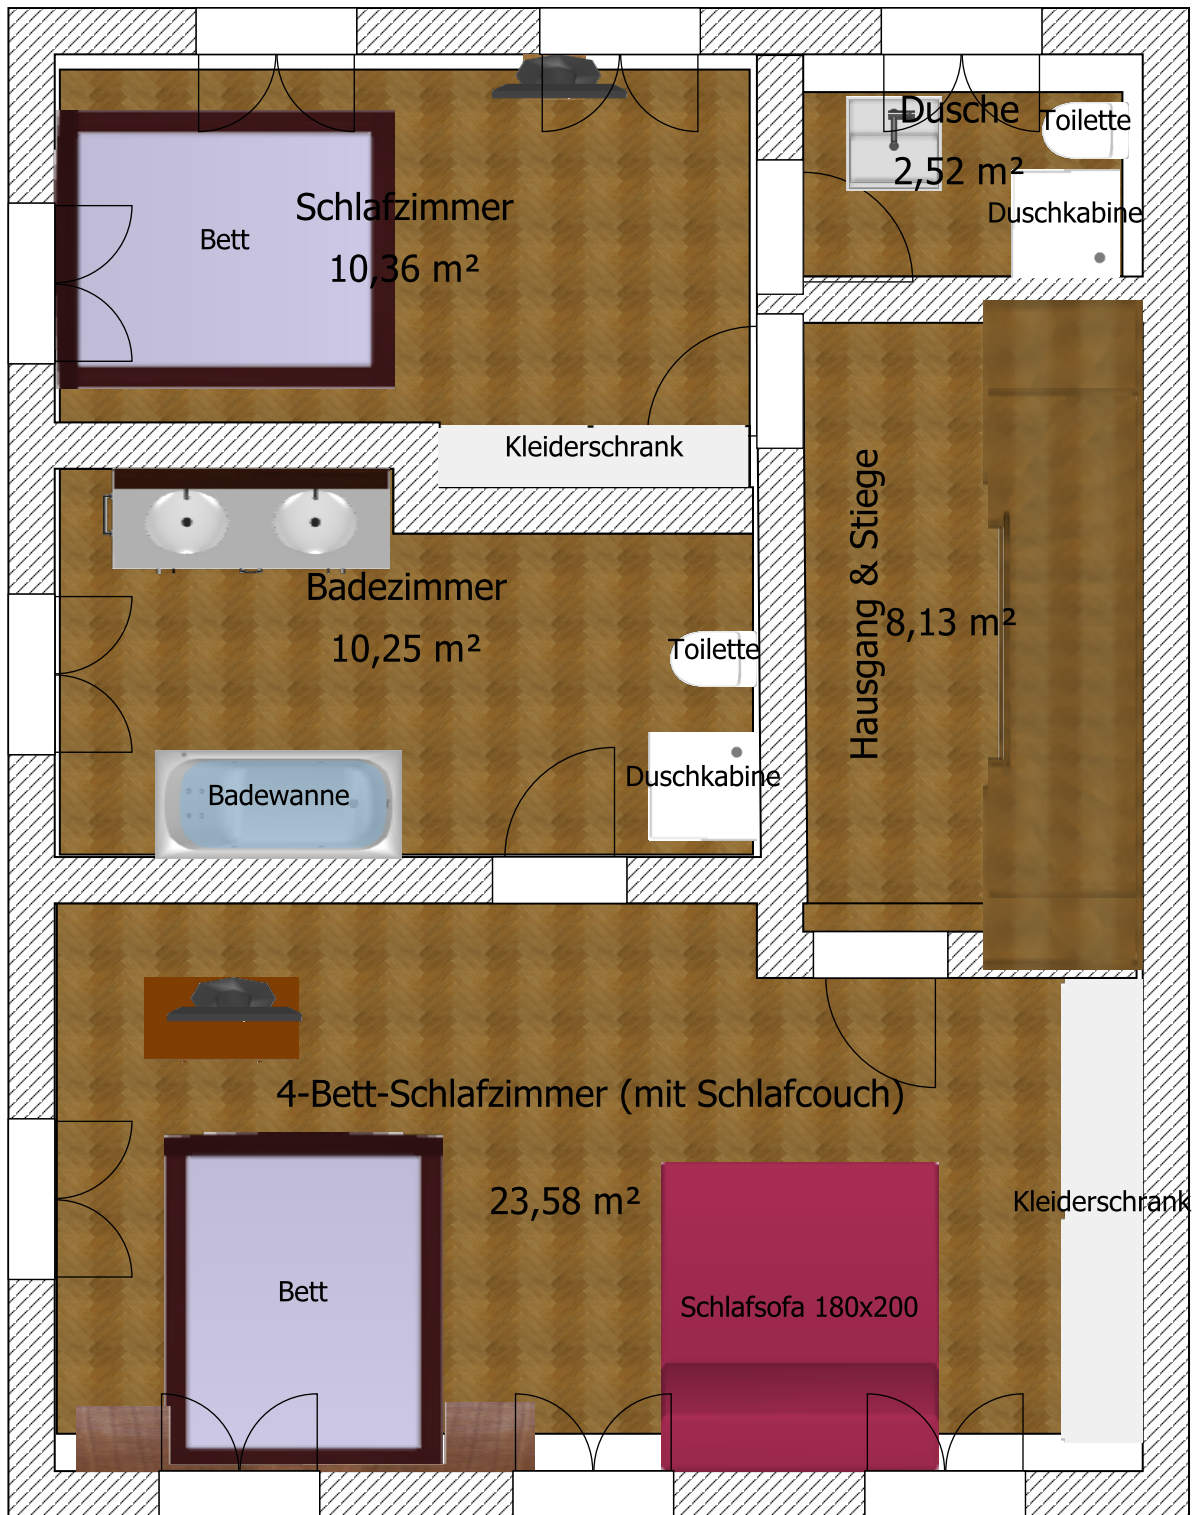 Dusche
Toilette
2,52 m²
Duschkabine
Schlafzimmer
Bett
10,36 m²
Kleiderschrank
Hausgang & Stiege
8,13 m²
Badezimmer
10,25 m²
Toilette
Duschkabine
Badewanne
4-Bett-Schlafzimmer (mit Schlafcouch)
23,58 m²
Kleiderschrank
Bett
Schlafsofa 180x200